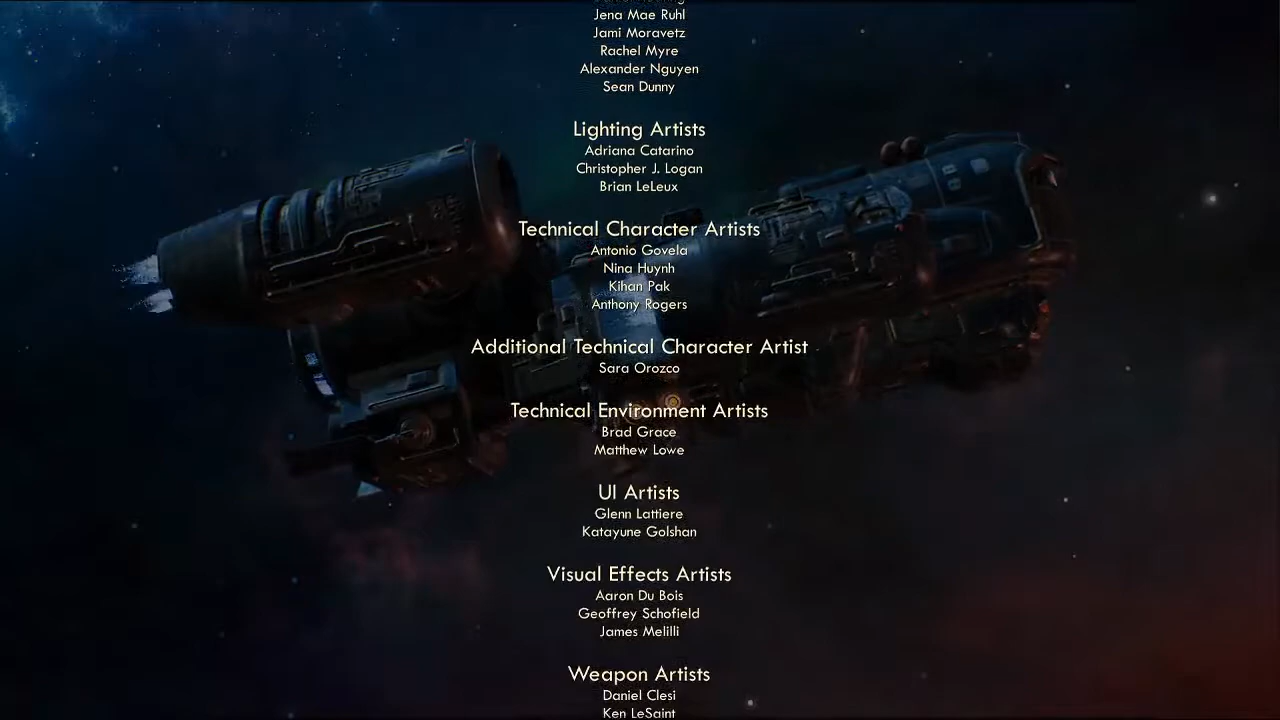 Jena Mae Ruhl
Jami Moravetz
Rachel Myre
Alexander Nguyen
Sean Dunny
Lighting Artists
Adriana Catarino
Christopher J. Logan
Brian LeLeux
Technical Character Artists
Antonio Govela
Nina Huynh
Kihan Pak
Anthony Rogers
Additional Technical Character Artist
Sara Orozco
Technical Environment Artists
Brad Grace
Matthew Lowe
UI Artists
Glenn Lattiere
Katayune Golshan
Visual Effects Artists
Aaron Du Bois
Geoffrey Schofield
James Melilli
Weapon Artists
Daniel Clesi
Ken LeSaint